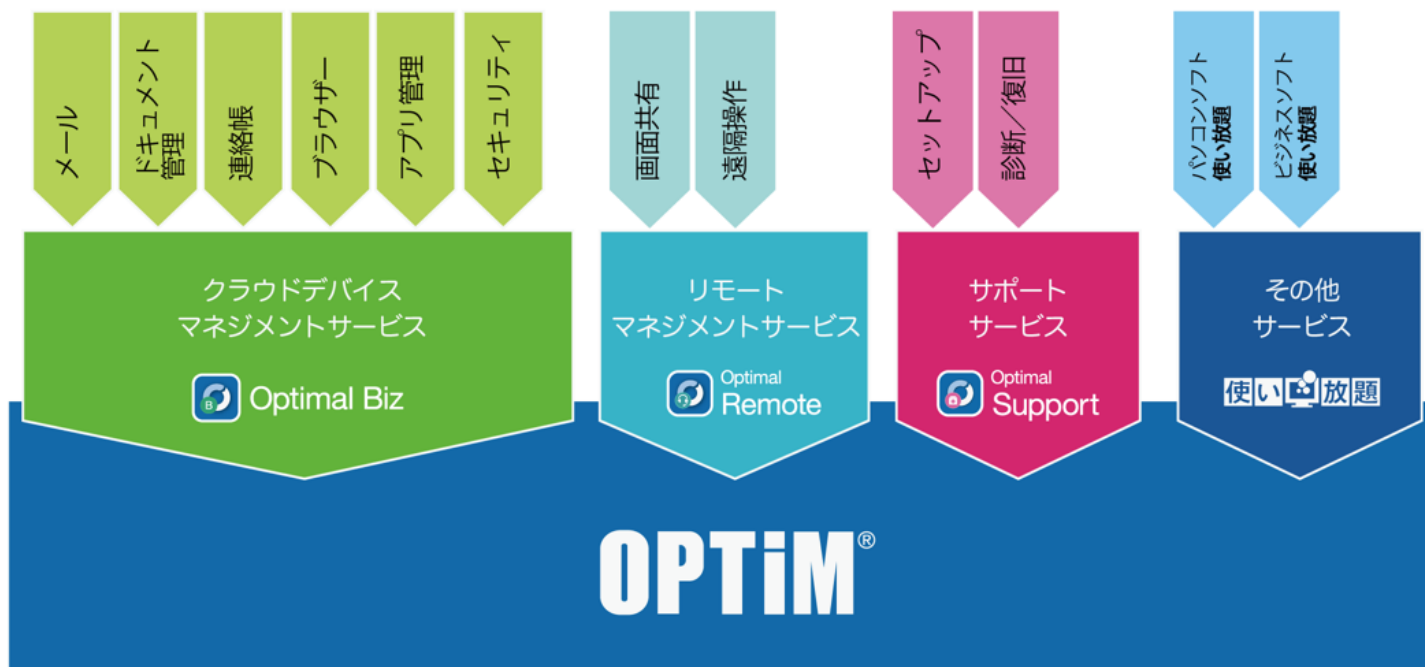 メール
ドキュメント
管理
連絡帳
ブラウザー
アプリ管理
セキュリティ
画面共有
遠隔操作
セットアップ
診断／復旧
パソコンソフト
使い放題
ビジネスソフト
使い放題
クラウドデバイス
マネジメントサービス
B Optimal Biz
リモート
マネジメントサービス
Optimal
Remote
サポート
サービス
Optimal
Support
その他
サービス
使い放題
OPTiM®